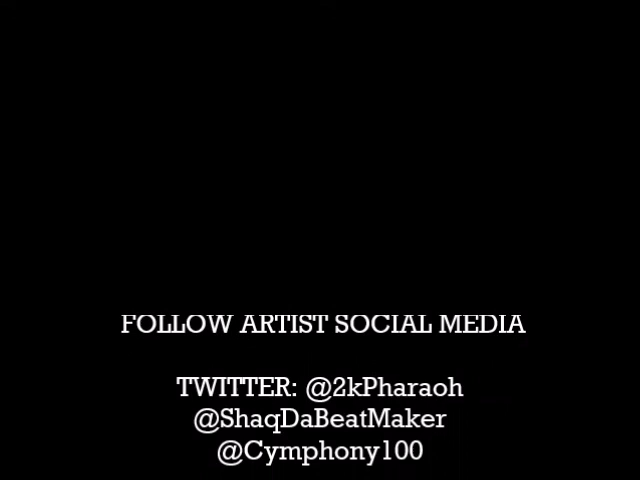 FOLLOW ARTIST SOCIAL MEDIA
TWITTER: @2kPharaoh
@ShaqDaBeatMaker
@Cymphony100